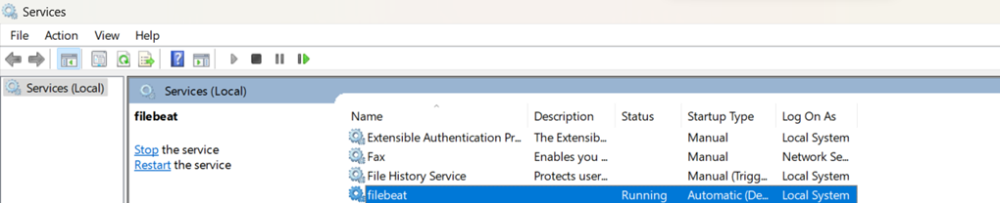 Services
File Action View Help
Services (Local)
Services (Local)
filebeat
Stop the service
Restart the service
Name Description Status Startup Type Log On As
Extensible Authentication Pr... The Extensib... Manual Local System
Fax Enables you ... Manual Network Se...
File History Service Protects user... Manual (Trigg... Local System
filebeat Running Automatic (De... Local System